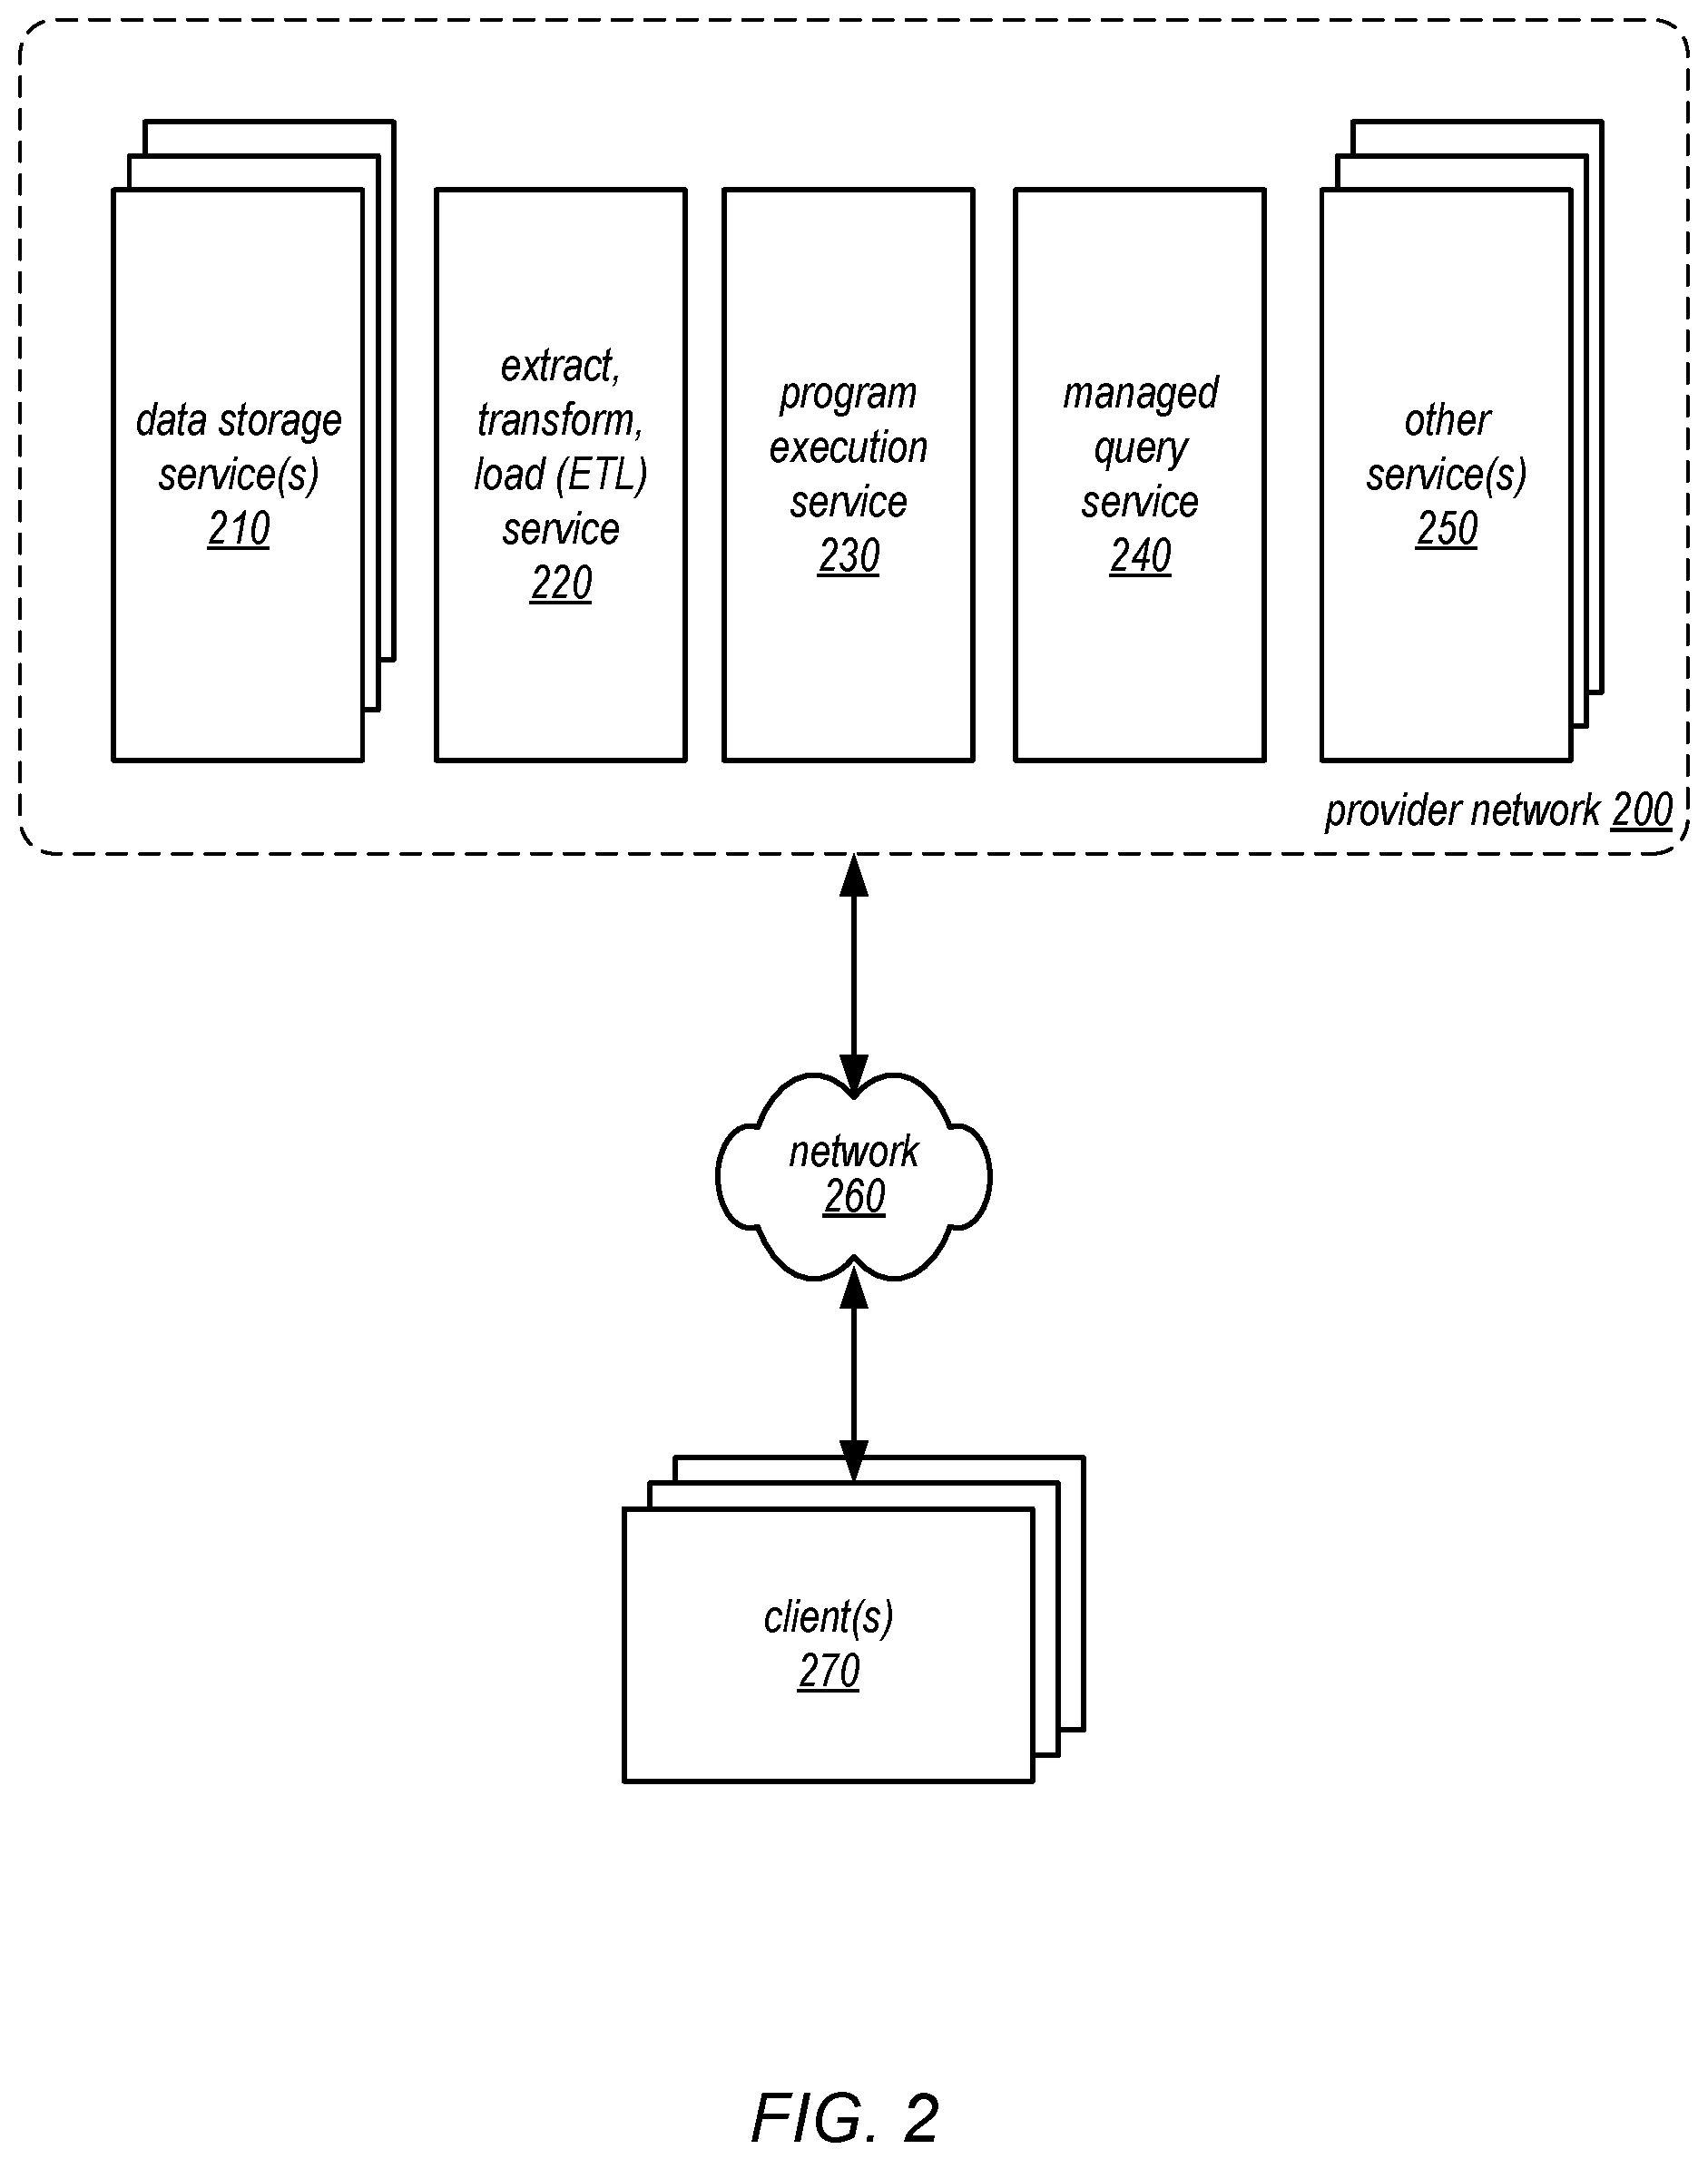 data storage
service(s)
210
extract,
transform,
load (ETL)
service
220
program
execution
service
230
managed
query
service
240
other
service(s)
250
provider network 200
network
260
client(s)
270
FIG. 2